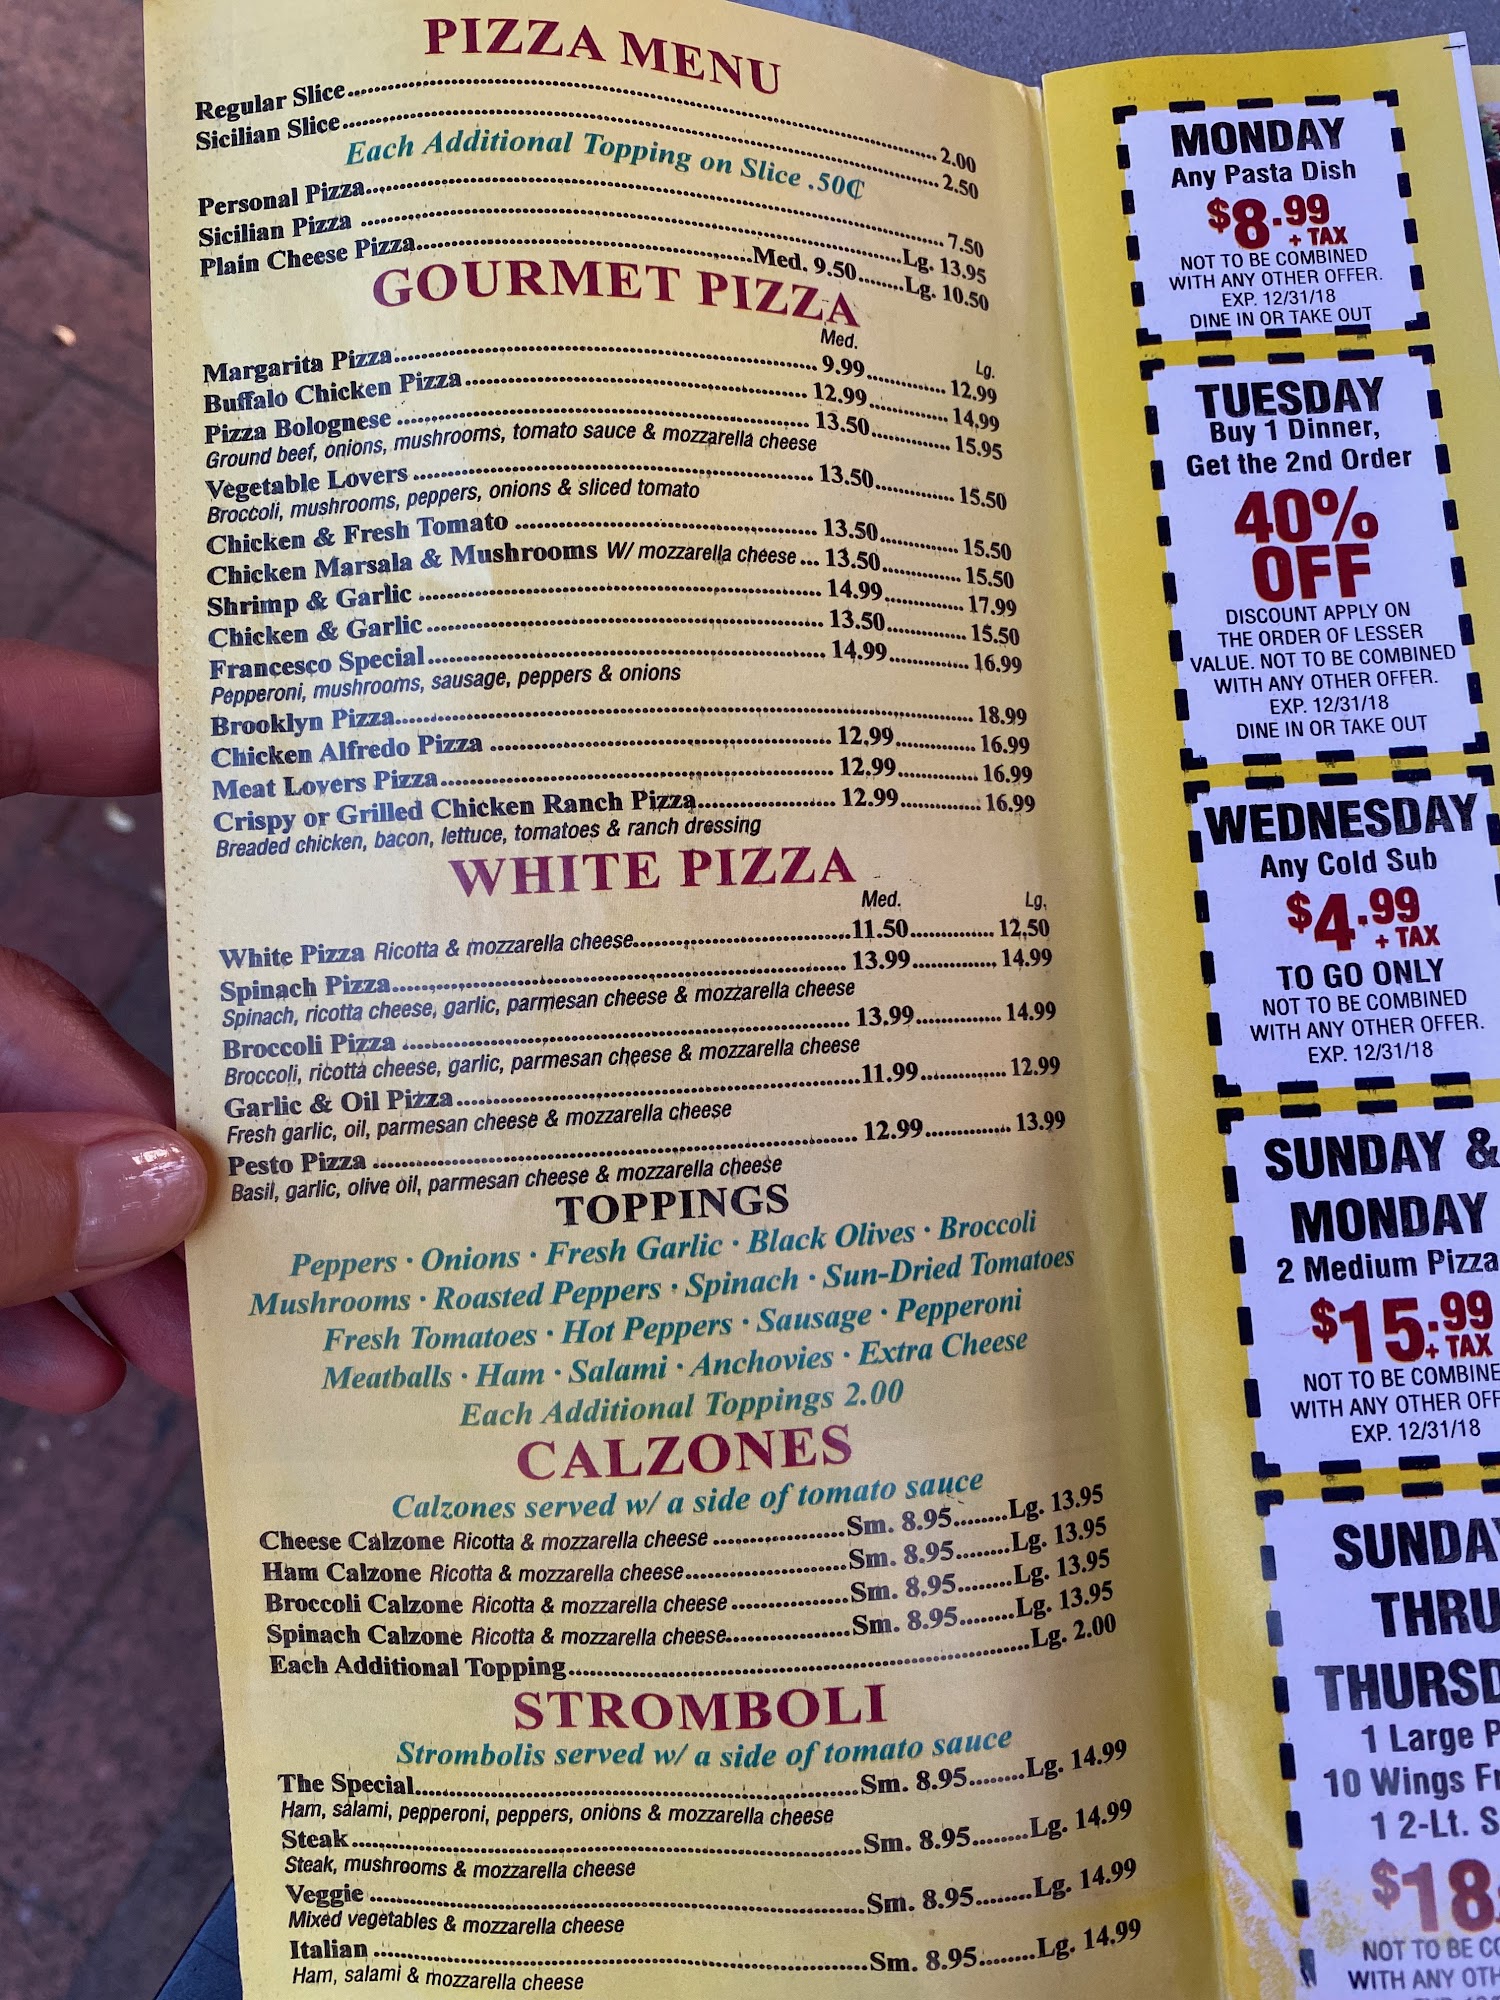 PIZZA MENU
Regular Slice 2.00
Sicilian Slice 2.50
Each Additional Topping on Slice .50¢
Personal Pizza 7.50
Sicilian Pizza Lg. 13.95
Plain Cheese Pizza Med. 9.50 Lg. 10.50
GOURMET PIZZA
Med. Lg.
Margarita Pizza 9.99 12.99
Buffalo Chicken Pizza 12.99 14.99
Pizza Bolognese 13.50 15.95
Ground beef, onions, mushrooms, tomato sauce & mozzarella cheese
Vegetable Lovers 13.50 15.50
Broccoli, mushrooms, peppers, onions & sliced tomato
Chicken & Fresh Tomato 13.50 15.50
Chicken Marsala & Mushrooms W/ mozzarella cheese 13.50 15.50
Shrimp & Garlic 14.99 17.99
Chicken & Garlic 13.50 15.50
Francesco Special 14.99 16.99
Pepperoni, mushrooms, sausage, peppers & onions
Brooklyn Pizza 18.99
Chicken Alfredo Pizza 12.99 16.99
Meat Lovers Pizza 12.99 16.99
Crispy or Grilled Chicken Ranch Pizza 12.99 16.99
Breaded chicken, bacon, lettuce, tomatoes & ranch dressing
WHITE PIZZA
Med. Lg.
White Pizza Ricotta & mozzarella cheese 11.50 12.50
Spinach Pizza 13.99 14.99
Spinach, ricotta cheese, garlic, parmesan cheese & mozzarella cheese
Broccoli Pizza 13.99 14.99
Broccoli, ricotta cheese, garlic, parmesan cheese & mozzarella cheese
Garlic & Oil Pizza 11.99 12.99
Fresh garlic, oil, parmesan cheese & mozzarella cheese
Pesto Pizza 12.99 13.99
Basil, garlic, olive oil, parmesan cheese & mozzarella cheese
TOPPINGS
Peppers · Onions · Fresh Garlic · Black Olives · Broccoli
Mushrooms · Roasted Peppers · Spinach · Sun-Dried Tomatoes
Fresh Tomatoes · Hot Peppers · Sausage · Pepperoni
Meatballs · Ham · Salami · Anchovies · Extra Cheese
Each Additional Toppings 2.00
CALZONES
Calzones served w/ a side of tomato sauce
Cheese Calzone Ricotta & mozzarella cheese Sm. 8.95 Lg. 13.95
Ham Calzone Ricotta & mozzarella cheese Sm. 8.95 Lg. 13.95
Broccoli Calzone Ricotta & mozzarella cheese Sm. 8.95 Lg. 13.95
Spinach Calzone Ricotta & mozzarella cheese Sm. 8.95 Lg. 13.95
Each Additional Topping Lg. 2.00
STROMBOLI
Strombolis served w/ a side of tomato sauce
The Special Sm. 8.95 Lg. 14.99
Ham, salami, pepperoni, peppers, onions & mozzarella cheese
Steak Sm. 8.95 Lg. 14.99
Steak, mushrooms & mozzarella cheese
Veggie Sm. 8.95 Lg. 14.99
Mixed vegetables & mozzarella cheese
Italian Sm. 8.95 Lg. 14.99
Ham, salami & mozzarella cheese
MONDAY
Any Pasta Dish
$8.99
+ TAX
NOT TO BE COMBINED
WITH ANY OTHER OFFER.
EXP. 12/31/18
DINE IN OR TAKE OUT
TUESDAY
Buy 1 Dinner,
Get the 2nd Order
40%
OFF
DISCOUNT APPLY ON
THE ORDER OF LESSER
VALUE. NOT TO BE COMBINED
WITH ANY OTHER OFFER.
EXP. 12/31/18
DINE IN OR TAKE OUT
WEDNESDAY
Any Cold Sub
$4.99
+ TAX
TO GO ONLY
NOT TO BE COMBINED
WITH ANY OTHER OFFER.
EXP. 12/31/18
SUNDAY &
MONDAY
2 Medium Pizza
$15.99
+ TAX
NOT TO BE COMBINE
WITH ANY OTHER OFF
EXP. 12/31/18
SUNDA
THRU
THURSD
1 Large P
10 Wings Fr
1 2-Lt. S
$18
NOT TO BE CO
WITH ANY OTH